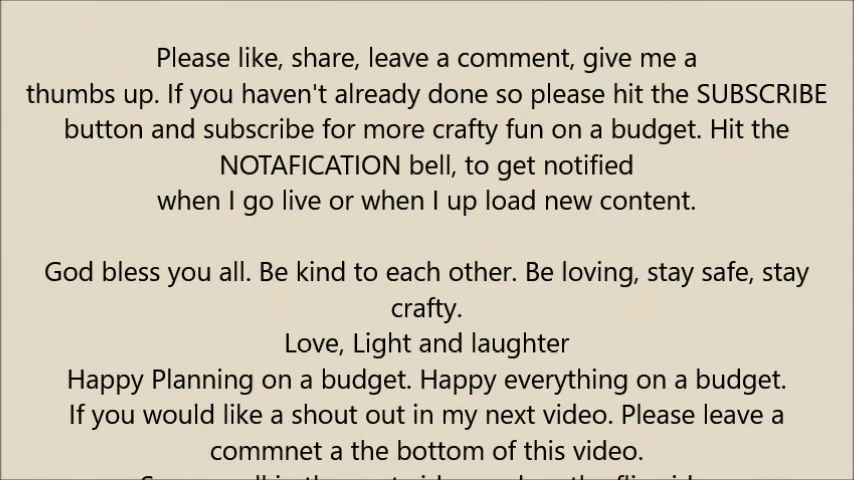 Please like, share, leave a comment, give me a
thumbs up. If you haven't already done so please hit the SUBSCRIBE
button and subscribe for more crafty fun on a budget. Hit the
NOTAFICATION bell, to get notified
when I go live or when I up load new content.
God bless you all. Be kind to each other. Be loving, stay safe, stay
crafty.
Love, Light and laughter
Happy Planning on a budget. Happy everything on a budget.
If you would like a shout out in my next video. Please leave a
commnet a the bottom of this video.